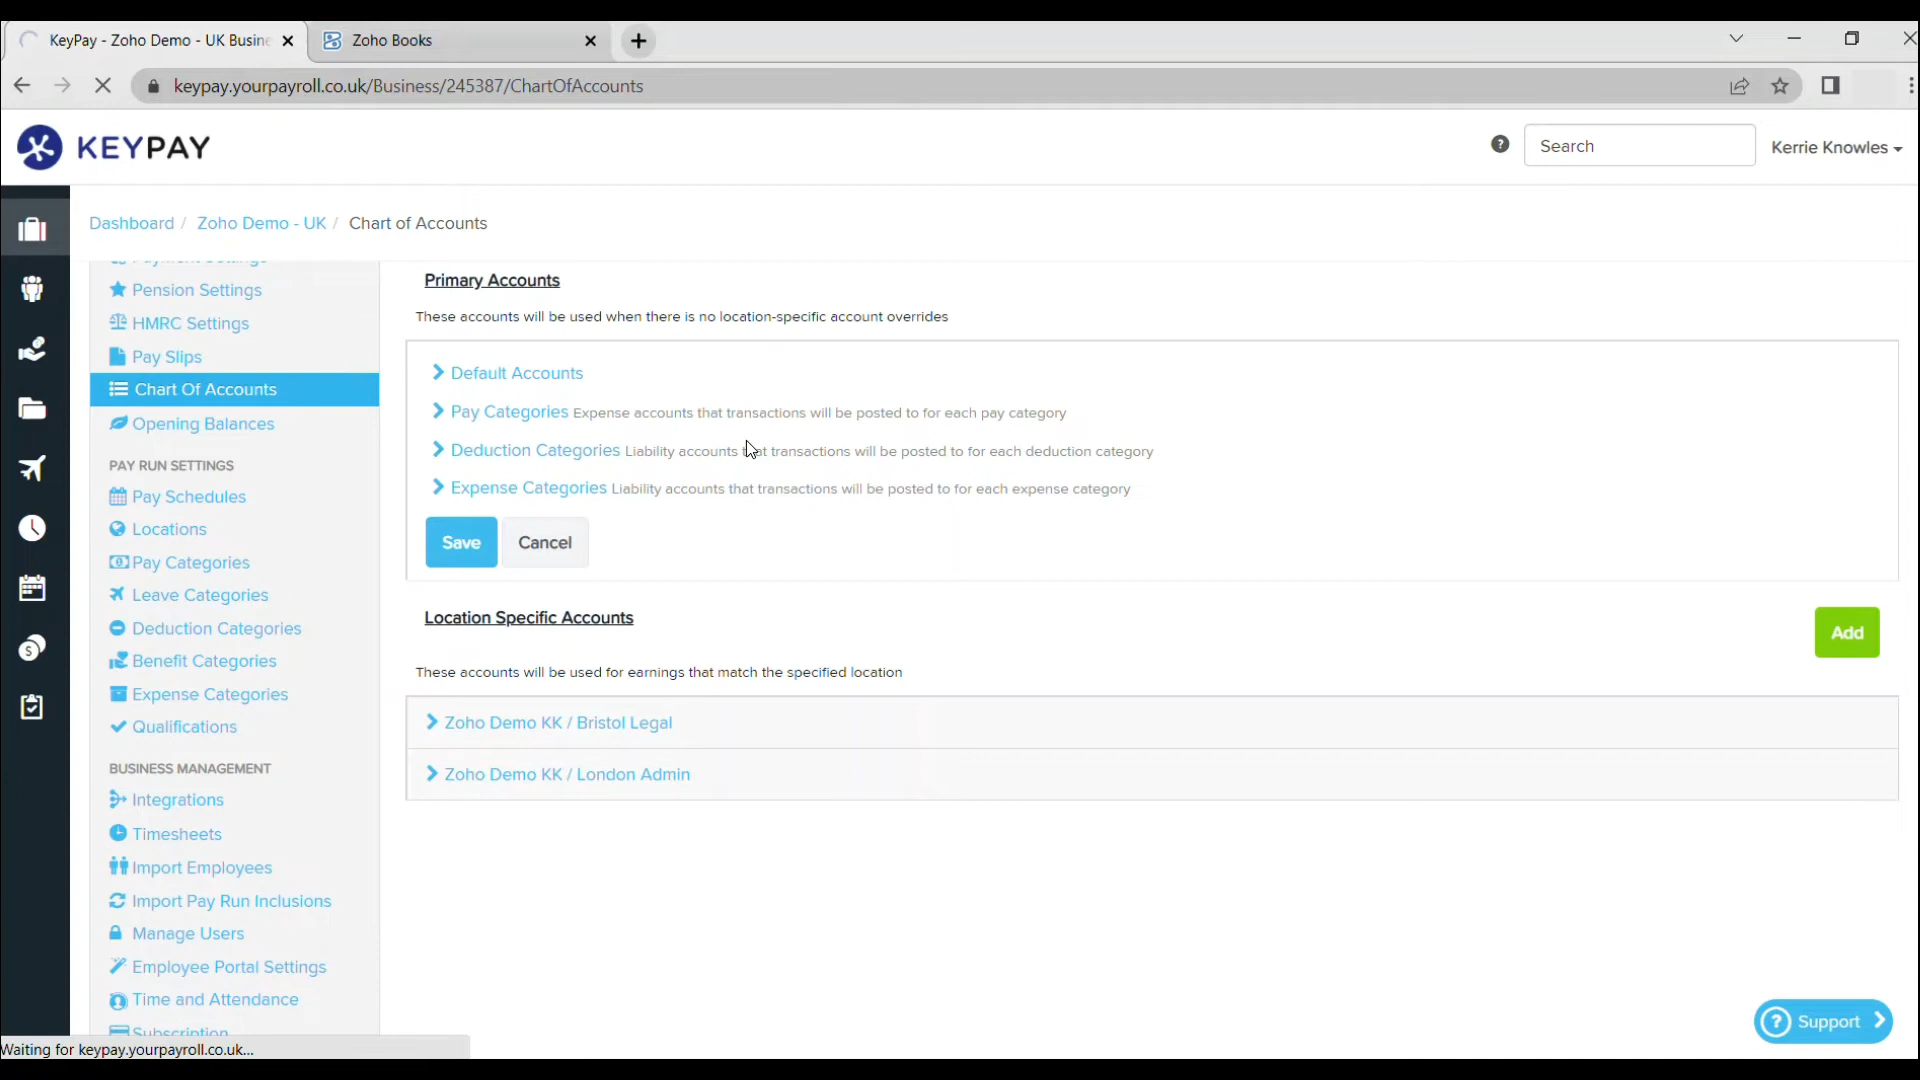 KeyPay - Zoho Demo - UK Busine
Zoho Books
keypay.yourpayroll.co.uk/Business/245387/ChartOfAccounts
KEYPAY
Search
Kerrie Knowles
Dashboard / Zoho Demo - UK / Chart of Accounts
Payment Settings
Pension Settings
HMRC Settings
Pay Slips
Chart Of Accounts
Opening Balances
PAY RUN SETTINGS
Pay Schedules
Locations
Pay Categories
Leave Categories
Deduction Categories
Benefit Categories
Expense Categories
Qualifications
BUSINESS MANAGEMENT
Integrations
Timesheets
Import Employees
Import Pay Run Inclusions
Manage Users
Employee Portal Settings
Time and Attendance
Subscription
Primary Accounts
These accounts will be used when there is no location-specific account overrides
Default Accounts
Pay Categories Expense accounts that transactions will be posted to for each pay category
Deduction Categories Liability accounts that transactions will be posted to for each deduction category
Expense Categories Liability accounts that transactions will be posted to for each expense category
Save Cancel
Location Specific Accounts
Add
These accounts will be used for earnings that match the specified location
Zoho Demo KK / Bristol Legal
Zoho Demo KK / London Admin
? Support
Waiting for keypay.yourpayroll.co.uk...